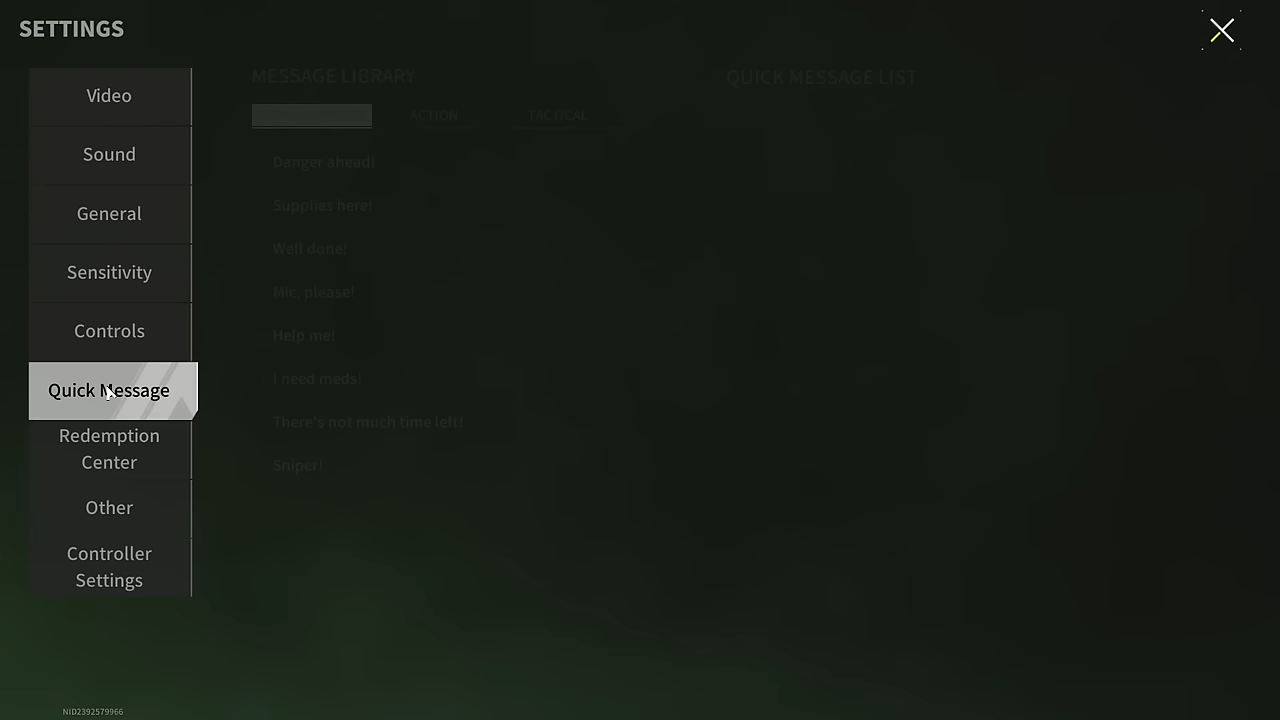 SETTINGS
Video
Sound
General
Sensitivity
Controls
Quick Message
Redemption
Center
Other
Controller
Settings
MESSAGE LIBRARY
ACTION
TACTICAL
Danger ahead!
Supplies here!
Well done!
Mic, please!
Help me!
I need meds!
There's not much time left!
Sniper!
QUICK MESSAGE LIST
NID2392579966